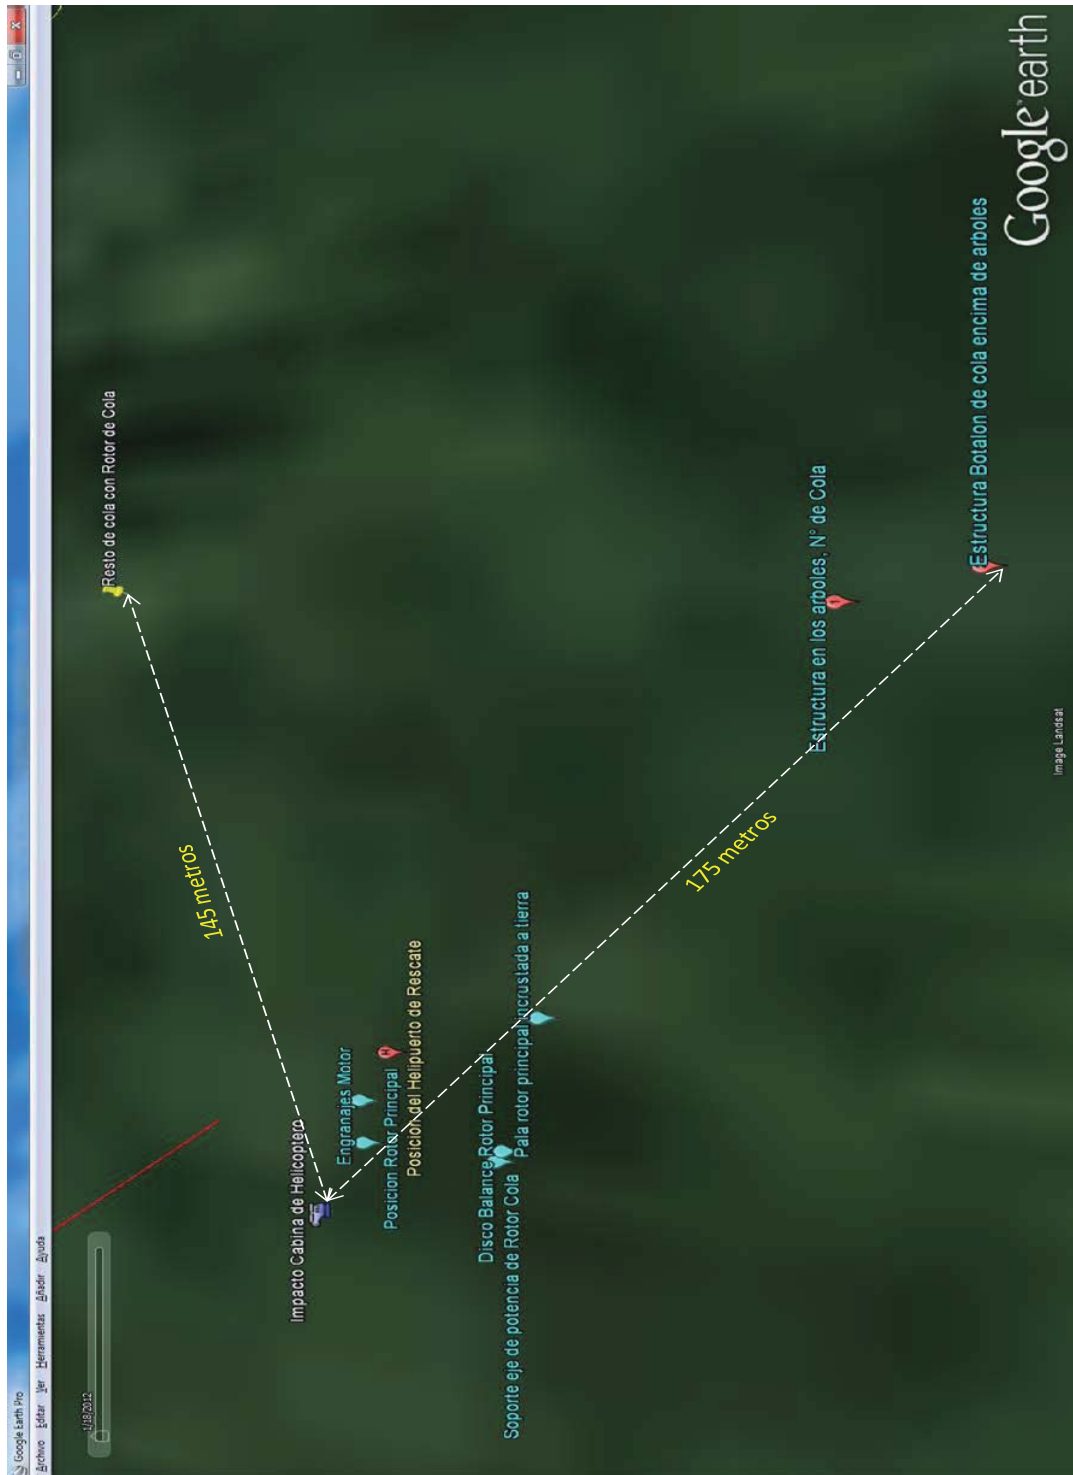 Google Earth Pro
Archivo Editar Ver Herramientas Añadir Ayuda
1/18/2012
Resto de cola con Rotor de Cola
145 metros
Impacto Cabina de Helicoptero
Engranajes Motor
Posicion Rotor Principal
Posicion del Helipuerto de Rescate
Disco Balance Rotor Principal
Soporte eje de potencia de Rotor Cola
Pala rotor principal incrustada a tierra
175 metros
Estructura en los arboles, N° de Cola
Estructura Botalon de cola encima de arboles
Image Landsat
Google earth